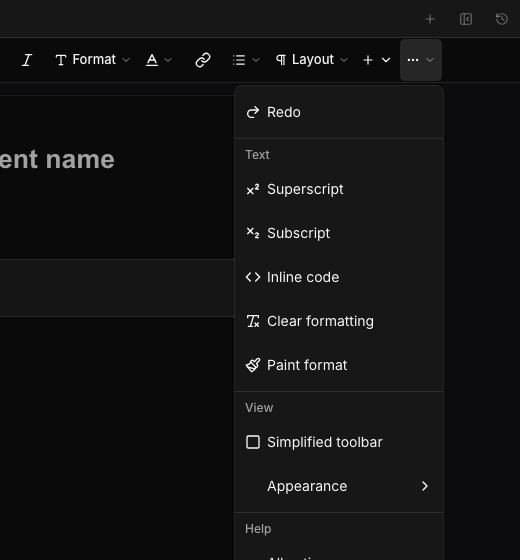 Format
Layout
ent name
Redo
Text
Superscript
Subscript
Inline code
Clear formatting
Paint format
View
Simplified toolbar
Appearance
Help